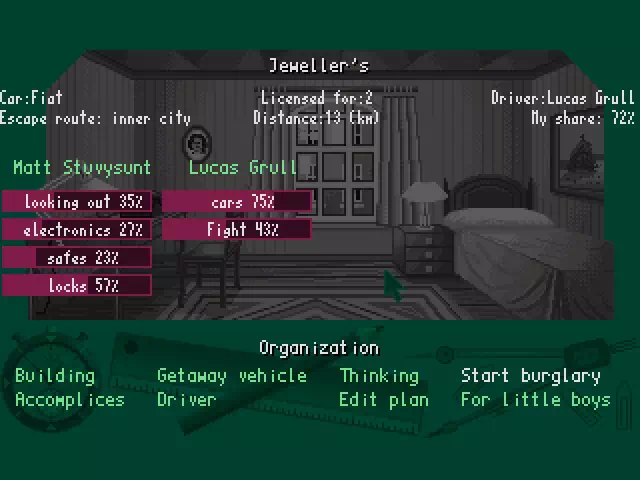 Jeweller's
Car:Fiat Licensed for:2 Driver:Lucas Grull
Escape route: inner city Distance:13 (km) My share: 72%
Matt Stuvysunt Lucas Grull
looking out 35% cars 75%
electronics 27% Fight 43%
safes 23%
locks 57%
Organization
Building Getaway vehicle Thinking Start burglary
Accomplices Driver Edit plan For little boys